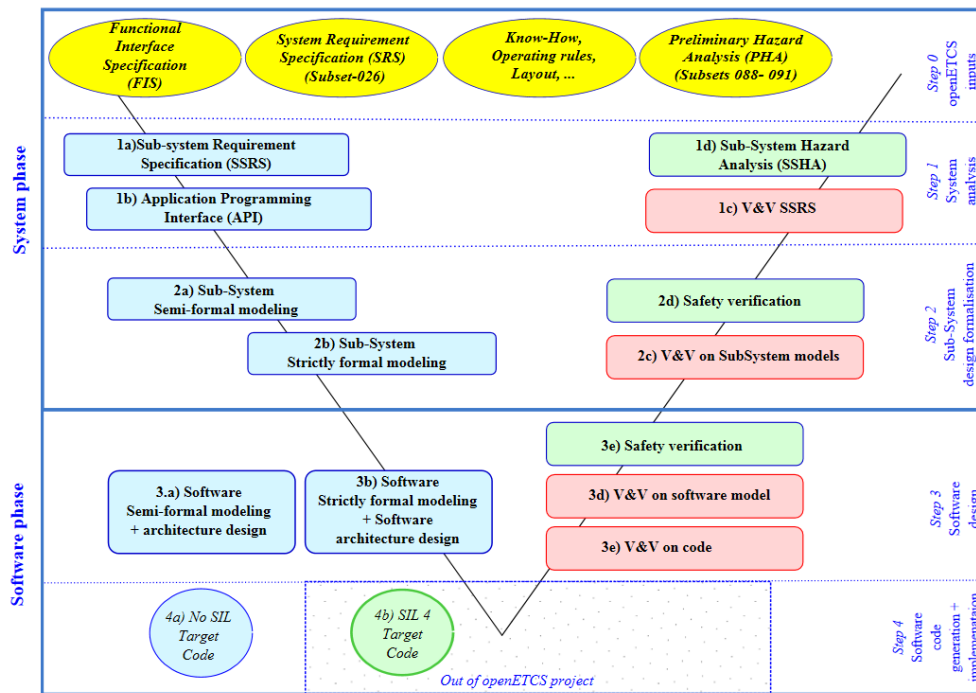 Functional
Interface
Specification
(FIS)
System Requirement
Specification (SRS)
(Subset-026)
Know-How,
Operating rules,
Layout, ...
Preliminary Hazard
Analysis (PHA)
(Subsets 088- 091)
Step 0
openETCS
inputs
System phase
1a)Sub-system Requirement
Specification (SSRS)
1b) Application Programming
Interface (API)
1d) Sub-System Hazard
Analysis (SSHA)
1c) V&V SSRS
Step 1
System
analysis
2a) Sub-System
Semi-formal modeling
2b) Sub-System
Strictly formal modeling
2d) Safety verification
2c) V&V on SubSystem models
Step 2
Sub-System
design formalisation
Software phase
3.a) Software
Semi-formal modeling
+ architecture design
3b) Software
Strictly formal modeling
+ Software
architecture design
3e) Safety verification
3d) V&V on software model
3e) V&V on code
Step 3
Software
design
4a) No SIL
Target
Code
4b) SIL 4
Target
Code
Out of openETCS project
Step 4
Software
code
generation +